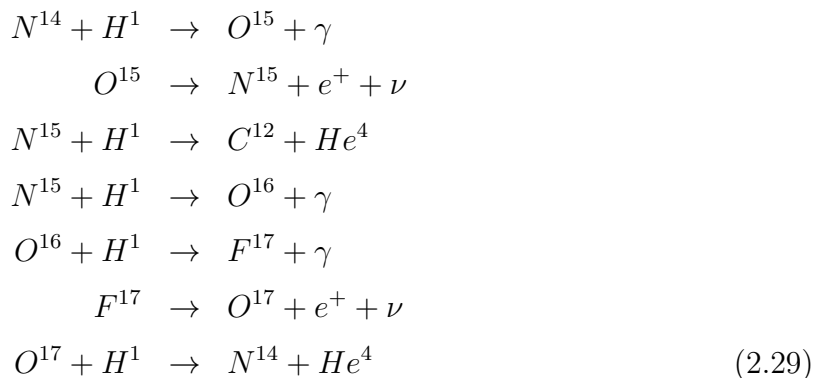 N^{14} + H^1 → O^{15} + γ
O^{15} → N^{15} + e^+ + ν
N^{15} + H^1 → C^{12} + He^4
N^{15} + H^1 → O^{16} + γ
O^{16} + H^1 → F^{17} + γ
F^{17} → O^{17} + e^+ + ν
O^{17} + H^1 → N^{14} + He^4 (2.29)